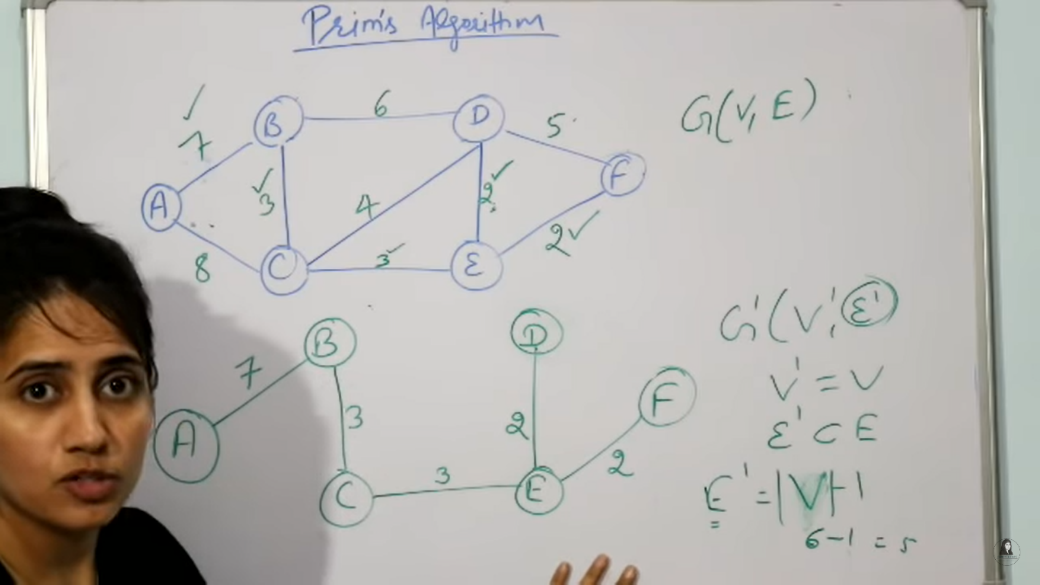 Prim's Algorithm
G(V, E)
✓
7
B
6
D
5
✓
3
2✓
F
A
4
8
C
3✓
E
2✓
G'(V', E')
V' = V
E' ⊂ E
E' = |V|-1
6-1 = 5
B
D
7
F
3
2
A
3
2
C
E